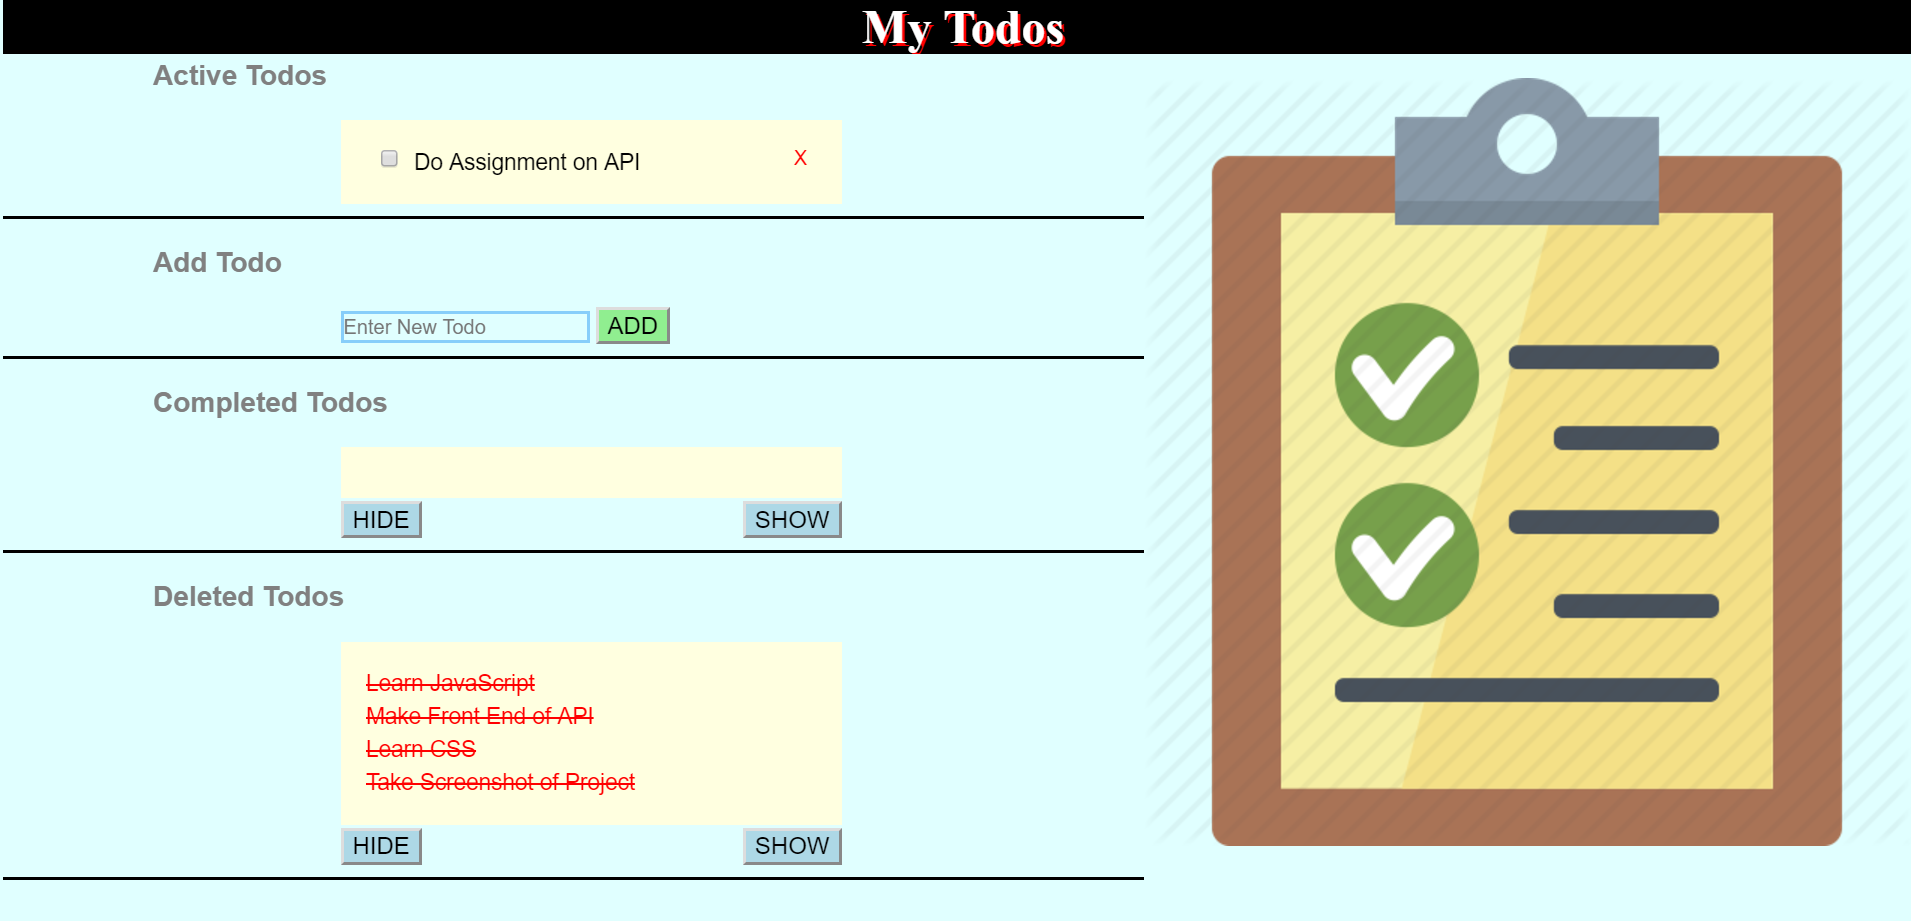 My Todos
Active Todos
Do Assignment on API X
Add Todo
Enter New Todo ADD
Completed Todos
HIDE SHOW
Deleted Todos
Learn JavaScript
Make Front End of API
Learn CSS
Take Screenshot of Project
HIDE SHOW